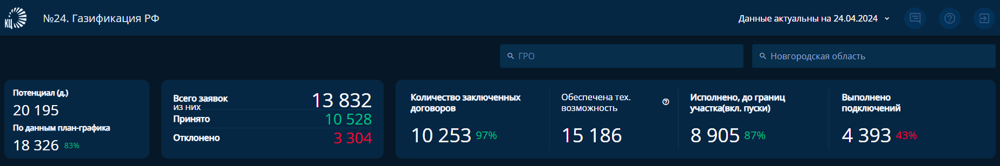 КЦ
№24. Газификация РФ
Данные актуальны на 24.04.2024
ГРО
Новгородская область
Потенциал (д.)
20 195
По данным план-графика
18 326 83%
Всего заявок 13 832
из них
Принято 10 528
Отклонено 3 304
Количество заключенных
договоров
10 253 97%
Обеспечена тех.
возможность
15 186
Исполнено, до границ
участка(вкл. пуски)
8 905 87%
Выполнено
подключений
4 393 43%